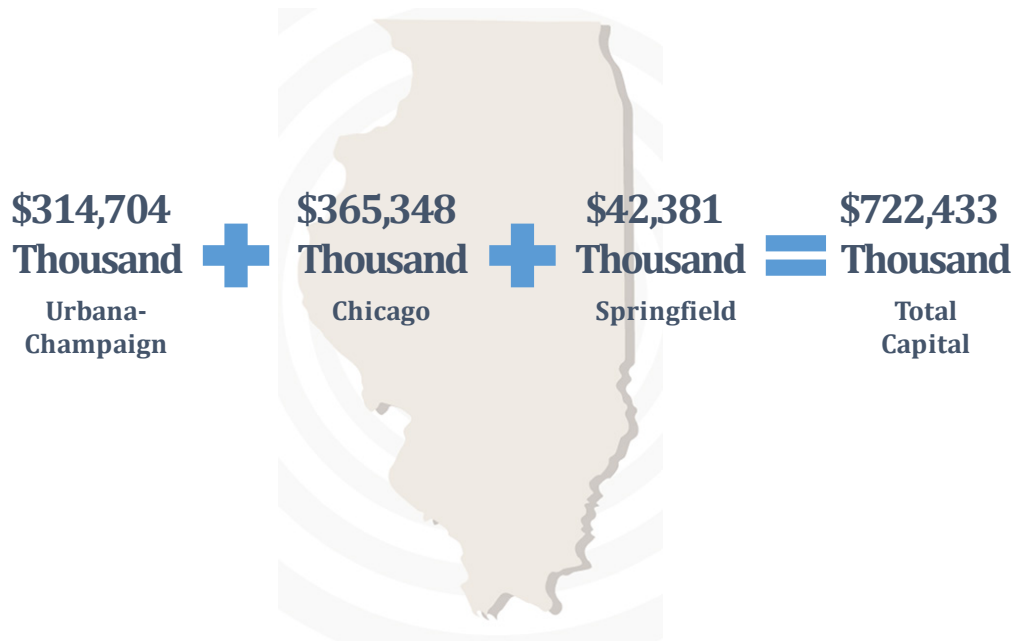 $314,704
Thousand
Urbana-
Champaign
$365,348
Thousand
Chicago
$42,381
Thousand
Springfield
$722,433
Thousand
Total
Capital